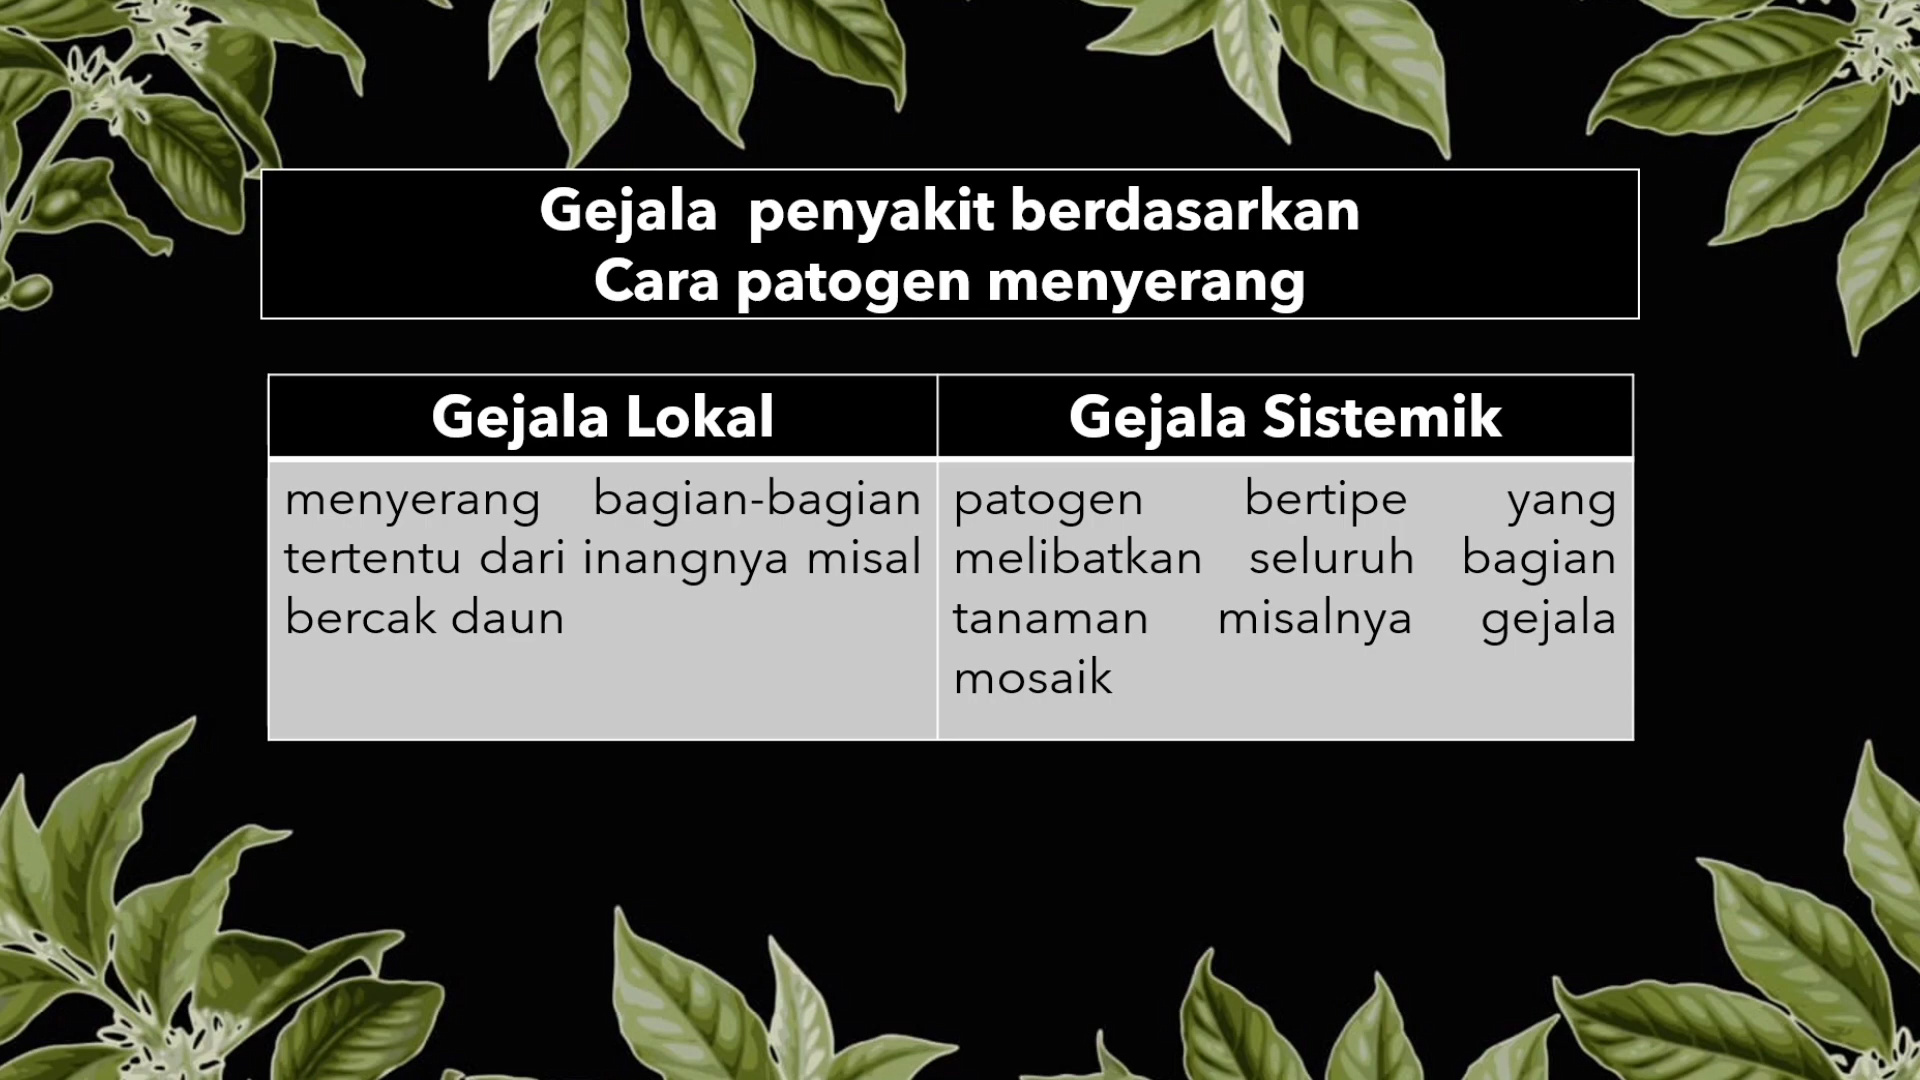 Gejala  penyakit berdasarkan
Cara patogen menyerang
Gejala Lokal
Gejala Sistemik
menyerang bagian-bagian
tertentu dari inangnya misal
bercak daun
patogen bertipe yang
melibatkan seluruh bagian
tanaman misalnya gejala
mosaik